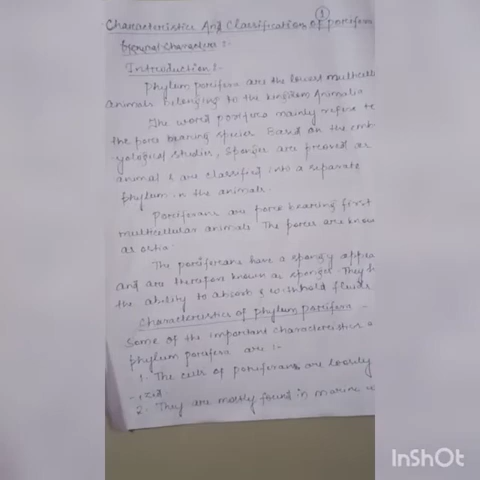 1
Characteristics And Classification of porifera
General characters :-
Introduction :-
Phylum porifera are the lowest multicell
animals belonging to the kingdom Animalia
The word porifera mainly refers to
the pore bearing species. Based on the emb
yological studies, sponges are proved as
animal & are classified into a separate
phylum in the animals.
Poriferans are pore bearing first
multicellular animals. The pores are know
as ostia.
The poriferans have a spongy appea
and are therefore known as sponges. They h
the ability to absorb & withhold fluids
Characteristics of phylum porifera -
Some of the important characteristics o
phylum porifera are :-
1. The cells of poriferans are loosely
2. They are mostly found in marine w
InShOt